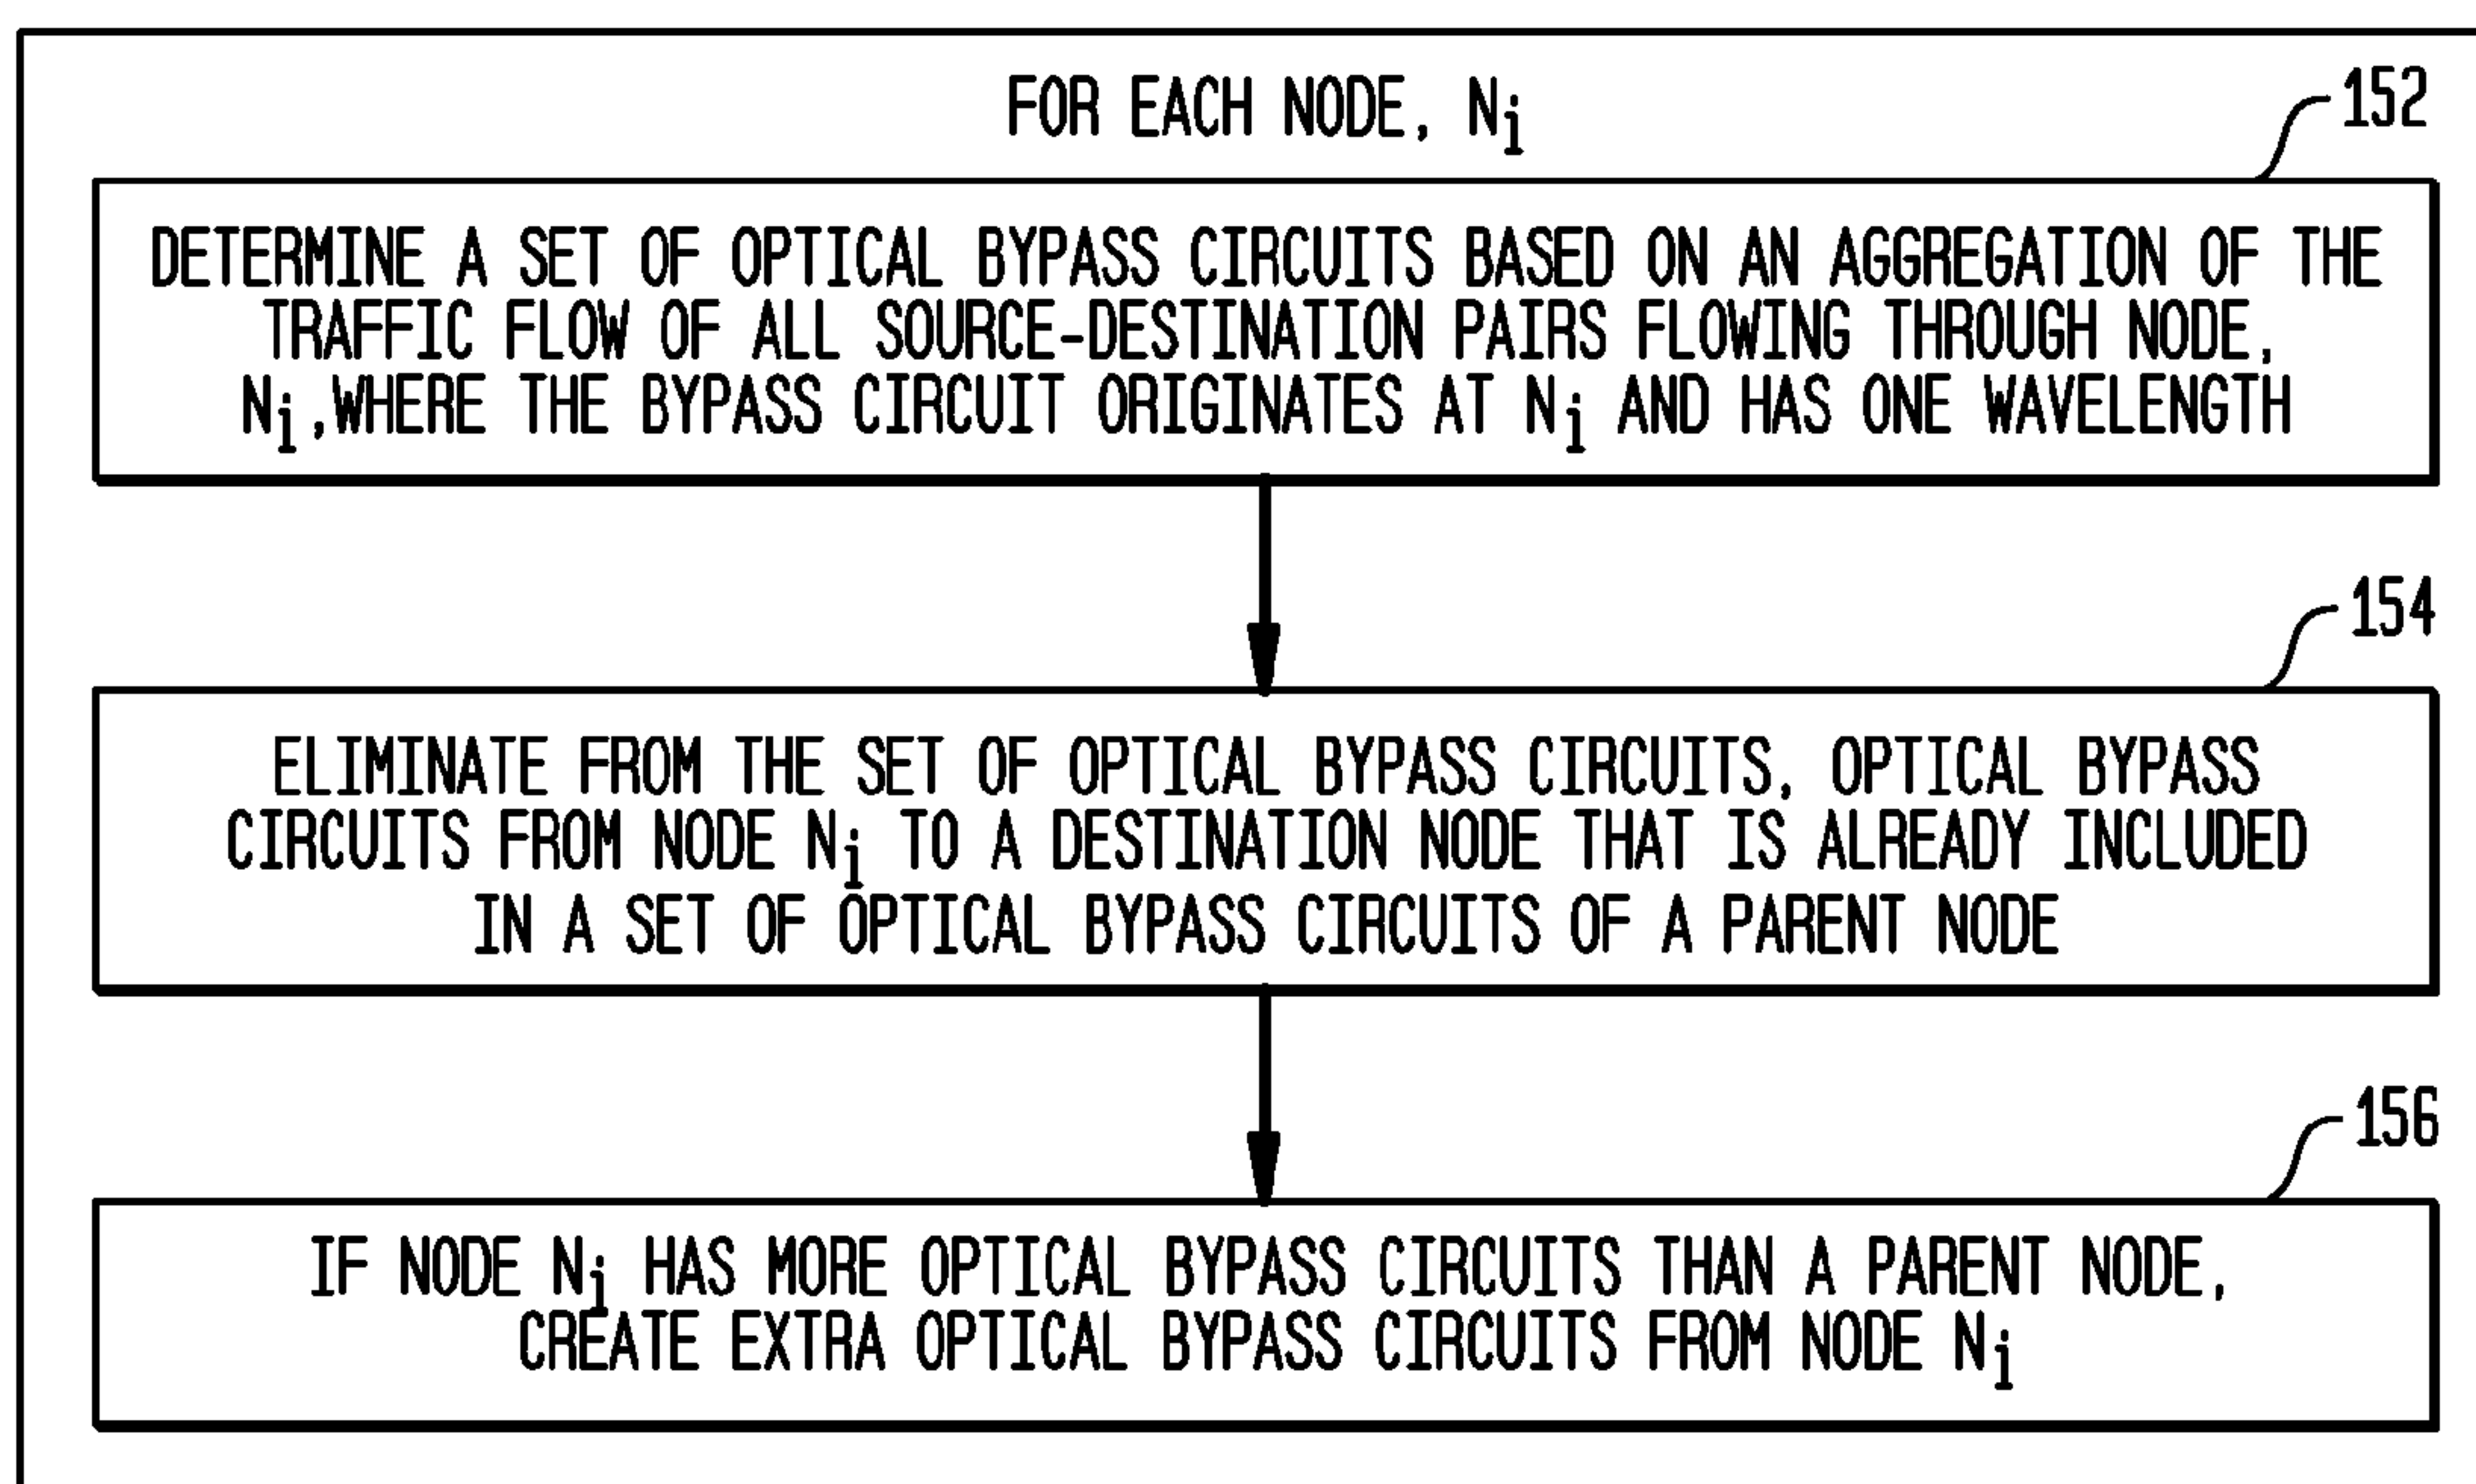 FOR EACH NODE, Ni
152
DETERMINE A SET OF OPTICAL BYPASS CIRCUITS BASED ON AN AGGREGATION OF THE
TRAFFIC FLOW OF ALL SOURCE-DESTINATION PAIRS FLOWING THROUGH NODE,
Ni,WHERE THE BYPASS CIRCUIT ORIGINATES AT Ni AND HAS ONE WAVELENGTH
154
ELIMINATE FROM THE SET OF OPTICAL BYPASS CIRCUITS, OPTICAL BYPASS
CIRCUITS FROM NODE Ni TO A DESTINATION NODE THAT IS ALREADY INCLUDED
IN A SET OF OPTICAL BYPASS CIRCUITS OF A PARENT NODE
156
IF NODE Ni HAS MORE OPTICAL BYPASS CIRCUITS THAN A PARENT NODE,
CREATE EXTRA OPTICAL BYPASS CIRCUITS FROM NODE Ni